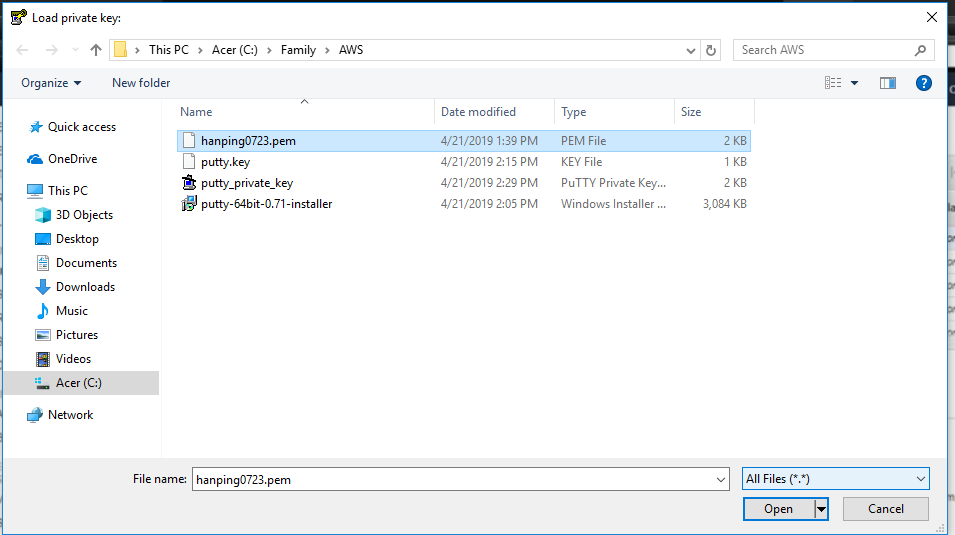 Load private key:
This PC > Acer (C:) > Family > AWS
Search AWS
Organize
New folder
Name
Date modified
Type
Size
hanping0723.pem 4/21/2019 1:39 PM PEM File 2 KB
putty.key 4/21/2019 2:15 PM KEY File 1 KB
putty_private_key 4/21/2019 2:29 PM PuTTY Private Key... 2 KB
putty-64bit-0.71-installer 4/21/2019 2:05 PM Windows Installer ... 3,084 KB
Quick access
OneDrive
This PC
3D Objects
Desktop
Documents
Downloads
Music
Pictures
Videos
Acer (C:)
Network
File name: hanping0723.pem
All Files (*.*)
Open
Cancel